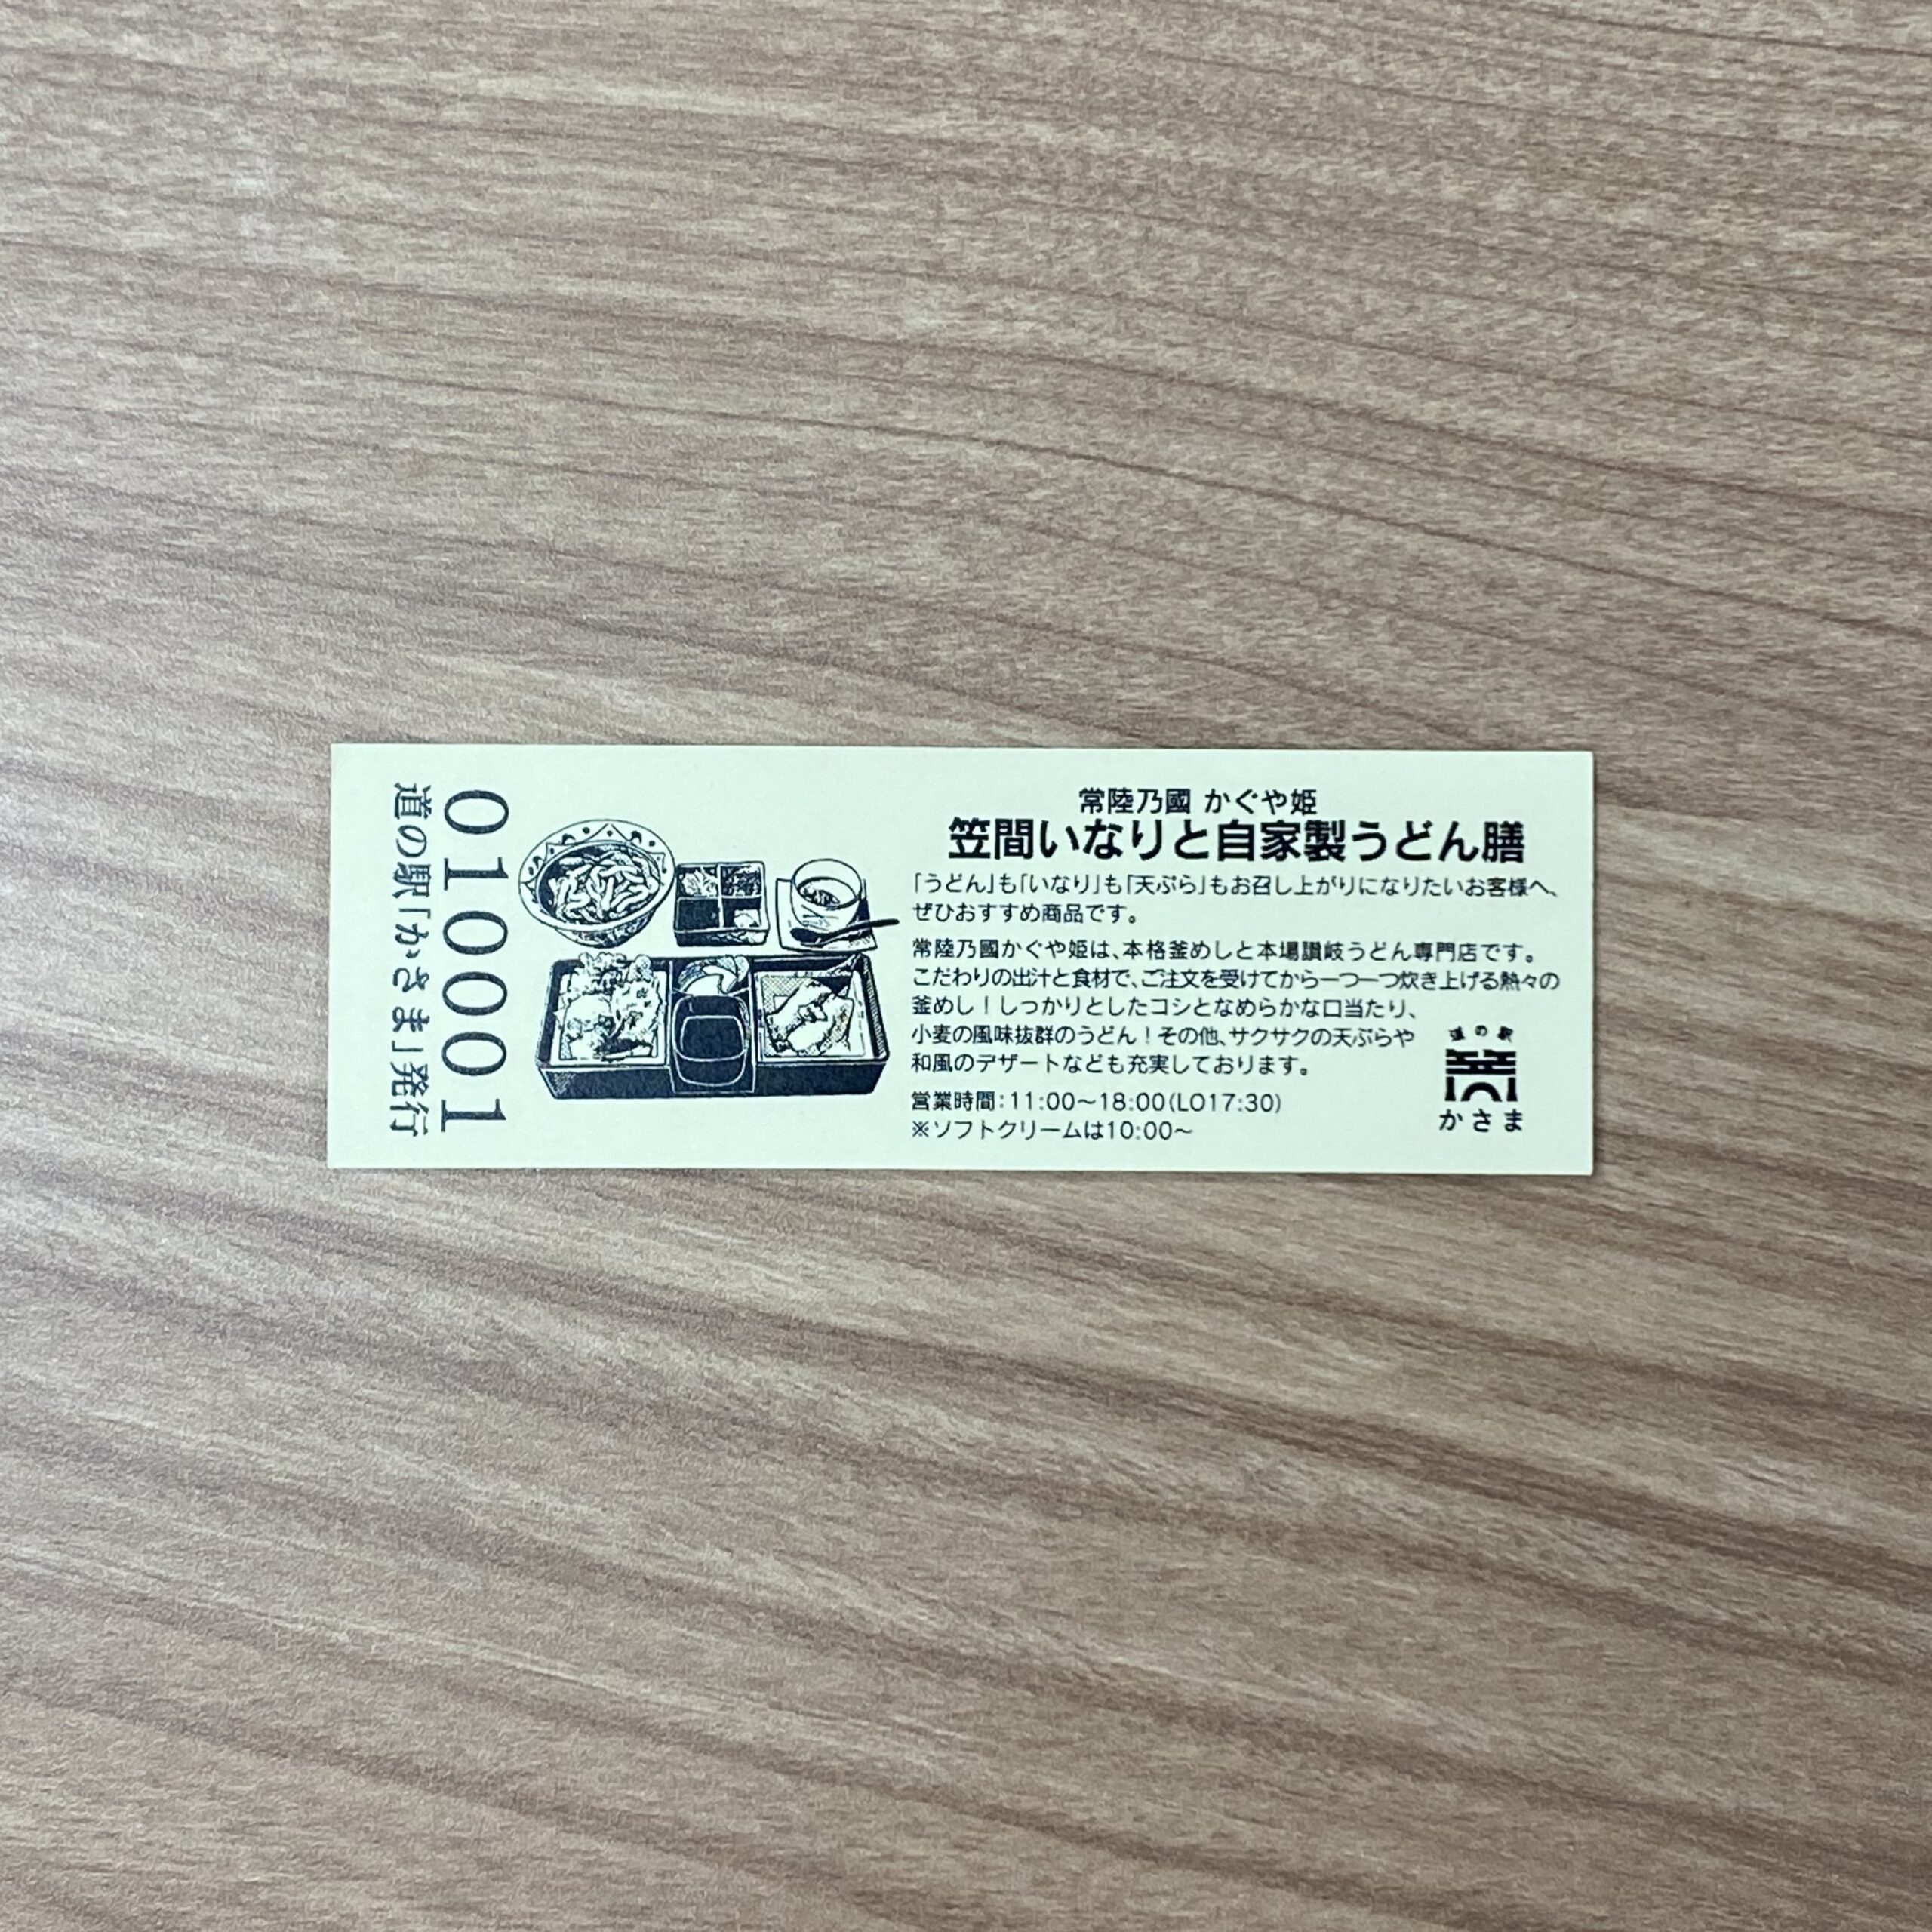 010001
道の駅「かさま」発行
常陸乃國 かぐや姫
笠間いなりと自家製うどん膳
「うどん」も「いなり」も「天ぷら」もお召し上がりになりたいお客様へ、
ぜひおすすめ商品です。
常陸乃國かぐや姫は、本格釜めしと本場讃岐うどん専門店です。
こだわりの出汁と食材で、ご注文を受けてから一つ一つ炊き上げる熱々の
釜めし！しっかりとしたコシとなめらかな口当たり、
小麦の風味抜群のうどん！その他、サクサクの天ぷらや
和風のデザートなども充実しております。
営業時間：11:00～18:00(LO17:30)
※ソフトクリームは10:00～
道の駅
かさま